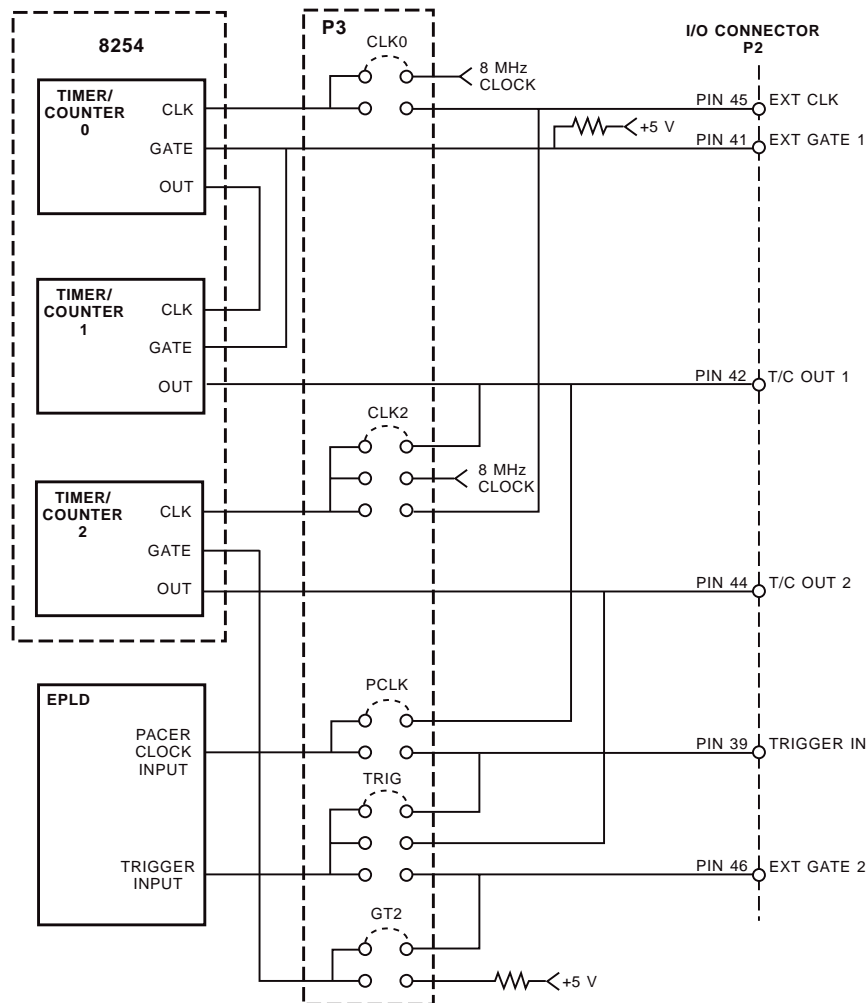 I/O CONNECTOR
P2
8254
P3
CLK0
8 MHz
CLOCK
TIMER/
COUNTER
0
CLK
GATE
OUT
PIN 45
EXT CLK
+5 V
PIN 41
EXT GATE 1
TIMER/
COUNTER
1
CLK
GATE
OUT
PIN 42
T/C OUT 1
CLK2
8 MHz
CLOCK
TIMER/
COUNTER
2
CLK
GATE
OUT
PIN 44
T/C OUT 2
EPLD
PCLK
PACER
CLOCK
INPUT
PIN 39
TRIGGER IN
TRIG
TRIGGER
INPUT
PIN 46
EXT GATE 2
GT2
+5 V